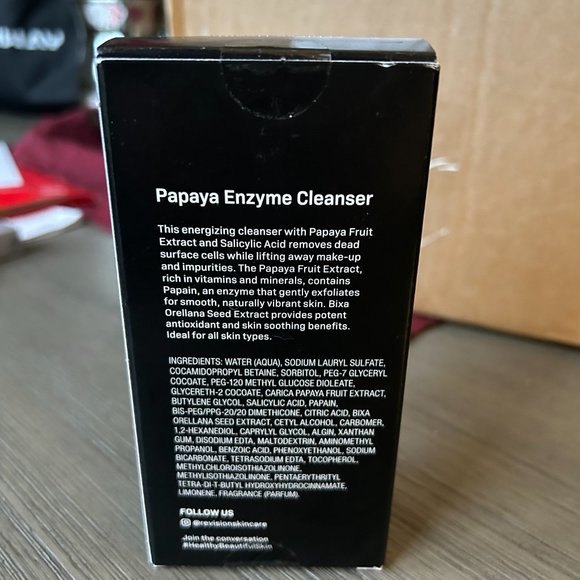 Papaya Enzyme Cleanser
This energizing cleanser with Papaya Fruit
Extract and Salicylic Acid removes dead
surface cells while lifting away make-up
and impurities. The Papaya Fruit Extract,
rich in vitamins and minerals, contains
Papain, an enzyme that gently exfoliates
for smooth, naturally vibrant skin. Bixa
Orellana Seed Extract provides potent
antioxidant and skin soothing benefits.
Ideal for all skin types.
INGREDIENTS: WATER (AQUA), SODIUM LAURYL SULFATE,
COCAMIDOPROPYL BETAINE, SORBITOL, PEG-7 GLYCERYL
COCOATE, PEG-120 METHYL GLUCOSE DIOLEATE,
GLYCERETH-2 COCOATE, CARICA PAPAYA FRUIT EXTRACT,
BUTYLENE GLYCOL, SALICYLIC ACID, PAPAIN,
BIS-PEG/PPG-20/20 DIMETHICONE, CITRIC ACID, BIXA
ORELLANA SEED EXTRACT, CETYL ALCOHOL, CARBOMER,
1,2-HEXANEDIOL, CAPRYLYL GLYCOL, ALGIN, XANTHAN
GUM, DISODIUM EDTA, MALTODEXTRIN, AMINOMETHYL
PROPANOL, BENZOIC ACID, PHENOXYETHANOL, SODIUM
BICARBONATE, TETRASODIUM EDTA, TOCOPHEROL,
METHYLCHLOROISOTHIAZOLINONE,
METHYLISOTHIAZOLINONE, PENTAERYTHRITYL
TETRA-DI-T-BUTYL HYDROXYHYDROCINNAMATE,
LIMONENE, FRAGRANCE (PARFUM).
FOLLOW US
@revisionskincare
Join the conversation
#HealthyBeautifulSkin